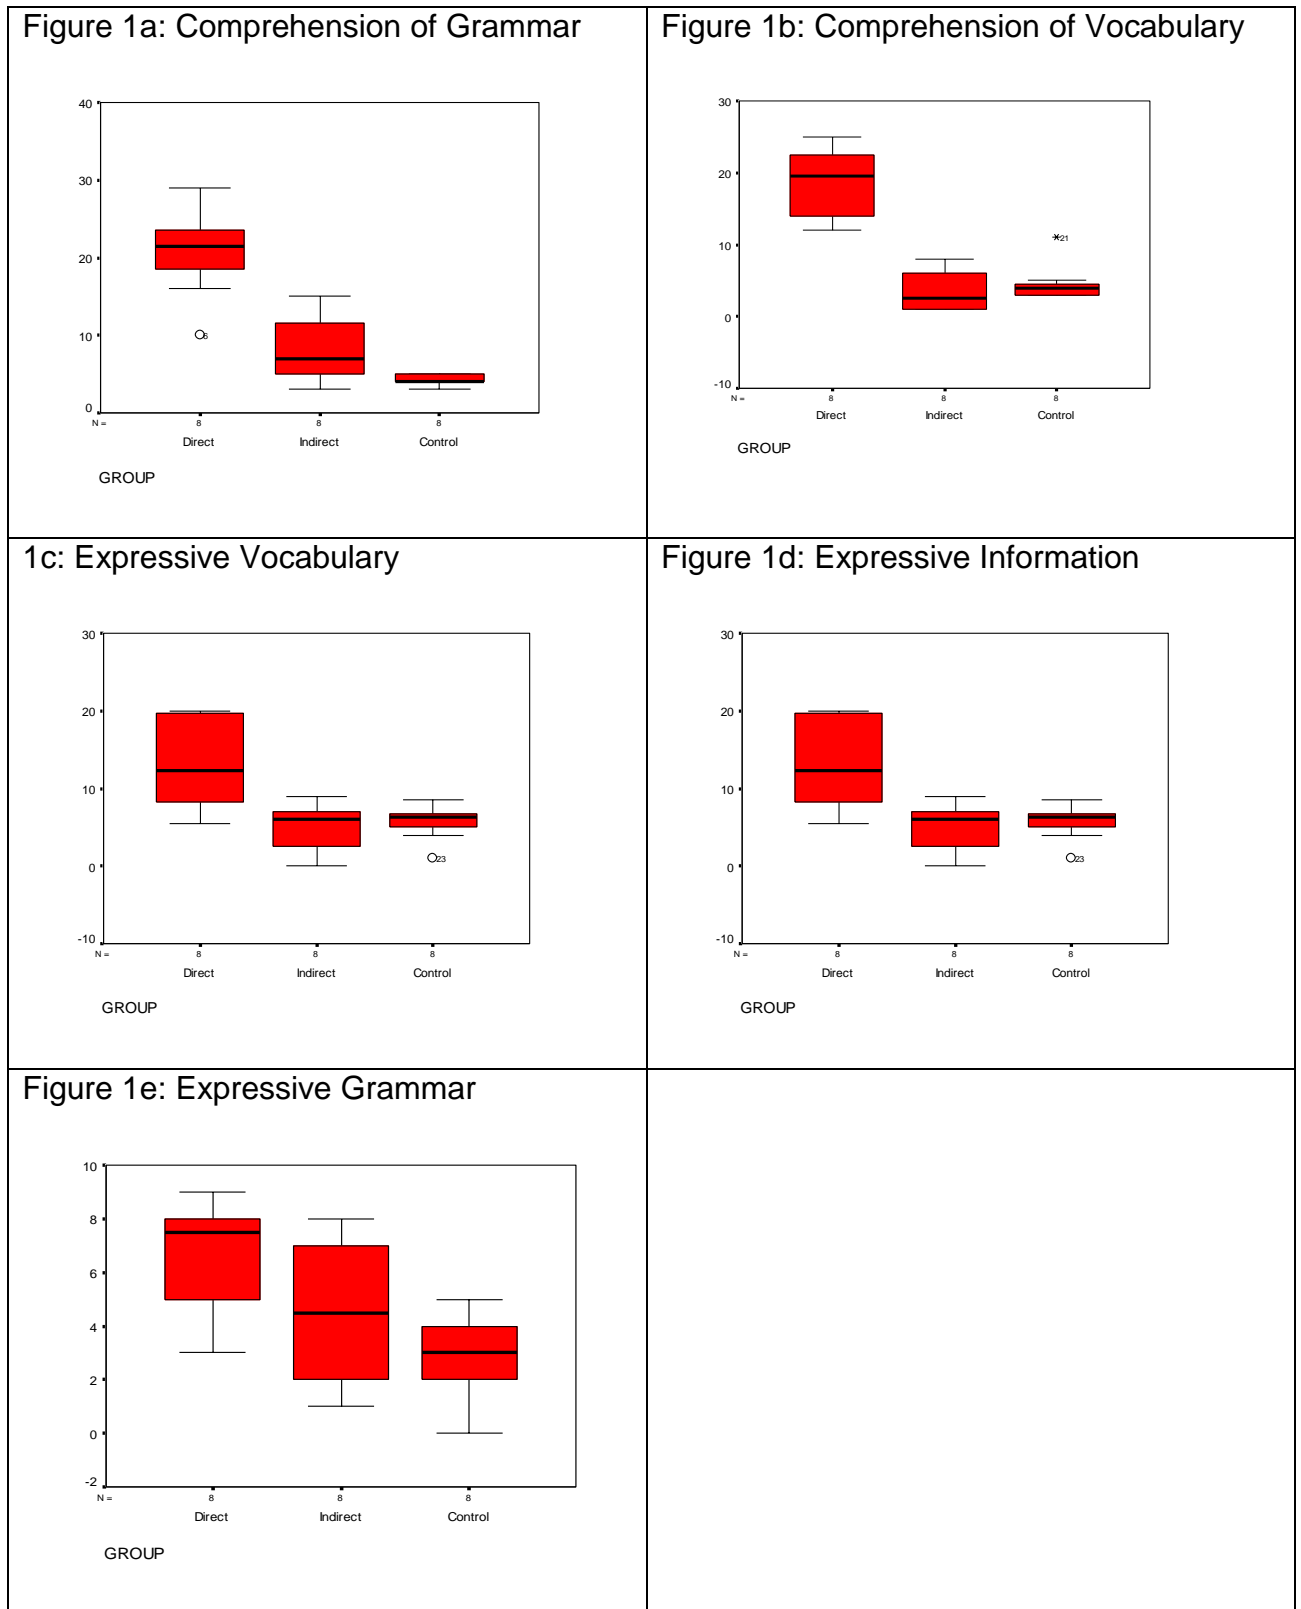 Figure 1a: Comprehension of Grammar
40
30
20
10
0
6
N =
8
8
8
Direct
Indirect
Control
GROUP
Figure 1b: Comprehension of Vocabulary
30
20
10
0
-10
21
N =
8
8
8
Direct
Indirect
Control
GROUP
1c: Expressive Vocabulary
30
20
10
0
-10
23
N =
8
8
8
Direct
Indirect
Control
GROUP
Figure 1d: Expressive Information
30
20
10
0
-10
23
N =
8
8
8
Direct
Indirect
Control
GROUP
Figure 1e: Expressive Grammar
10
8
6
4
2
0
-2
N =
8
8
8
Direct
Indirect
Control
GROUP